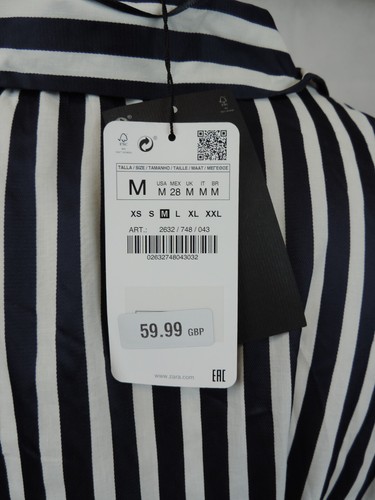 TALLA / SIZE / TAMANHO / TAILLE / MAAT / ΜΕΓΕΘΟΣ
M USA MEX UK IT BR
M 28 M M M
XS S M L XL XXL
ART.: 2632 / 748 / 043
02632748043032
59.99 GBP
www.zara.com
EAC